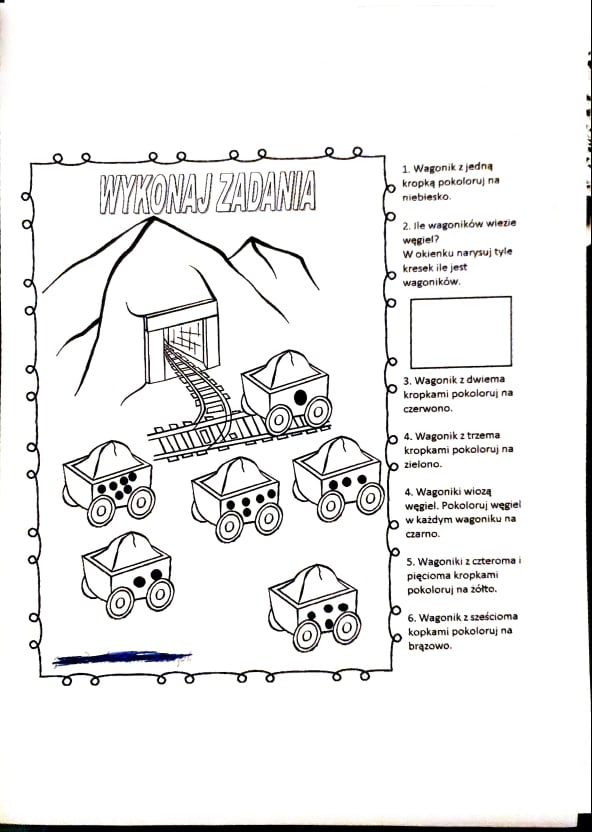 WYKONAJ ZADANIA
1. Wagonik z jedną
kropką pokoloruj na
niebiesko.
2. Ile wagoników wiezie
węgiel?
W okienku narysuj tyle
kresek ile jest
wagoników.
3. Wagonik z dwiema
kropkami pokoloruj na
czerwono.
4. Wagonik z trzema
kropkami pokoloruj na
zielono.
4. Wagoniki wiozą
węgiel. Pokoloruj węgiel
w każdym wagoniku na
czarno.
5. Wagoniki z czteroma i
pięcioma kropkami
pokoloruj na żółto.
6. Wagonik z sześcioma
kopkami pokoloruj na
brązowo.